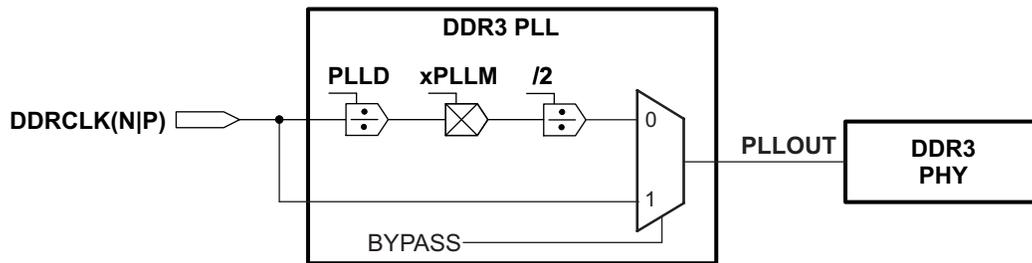 DDR3 PLL
PLLD xPLLM /2
DDRCLK(N|P)
0
PLLOUT
DDR3
PHY
1
BYPASS